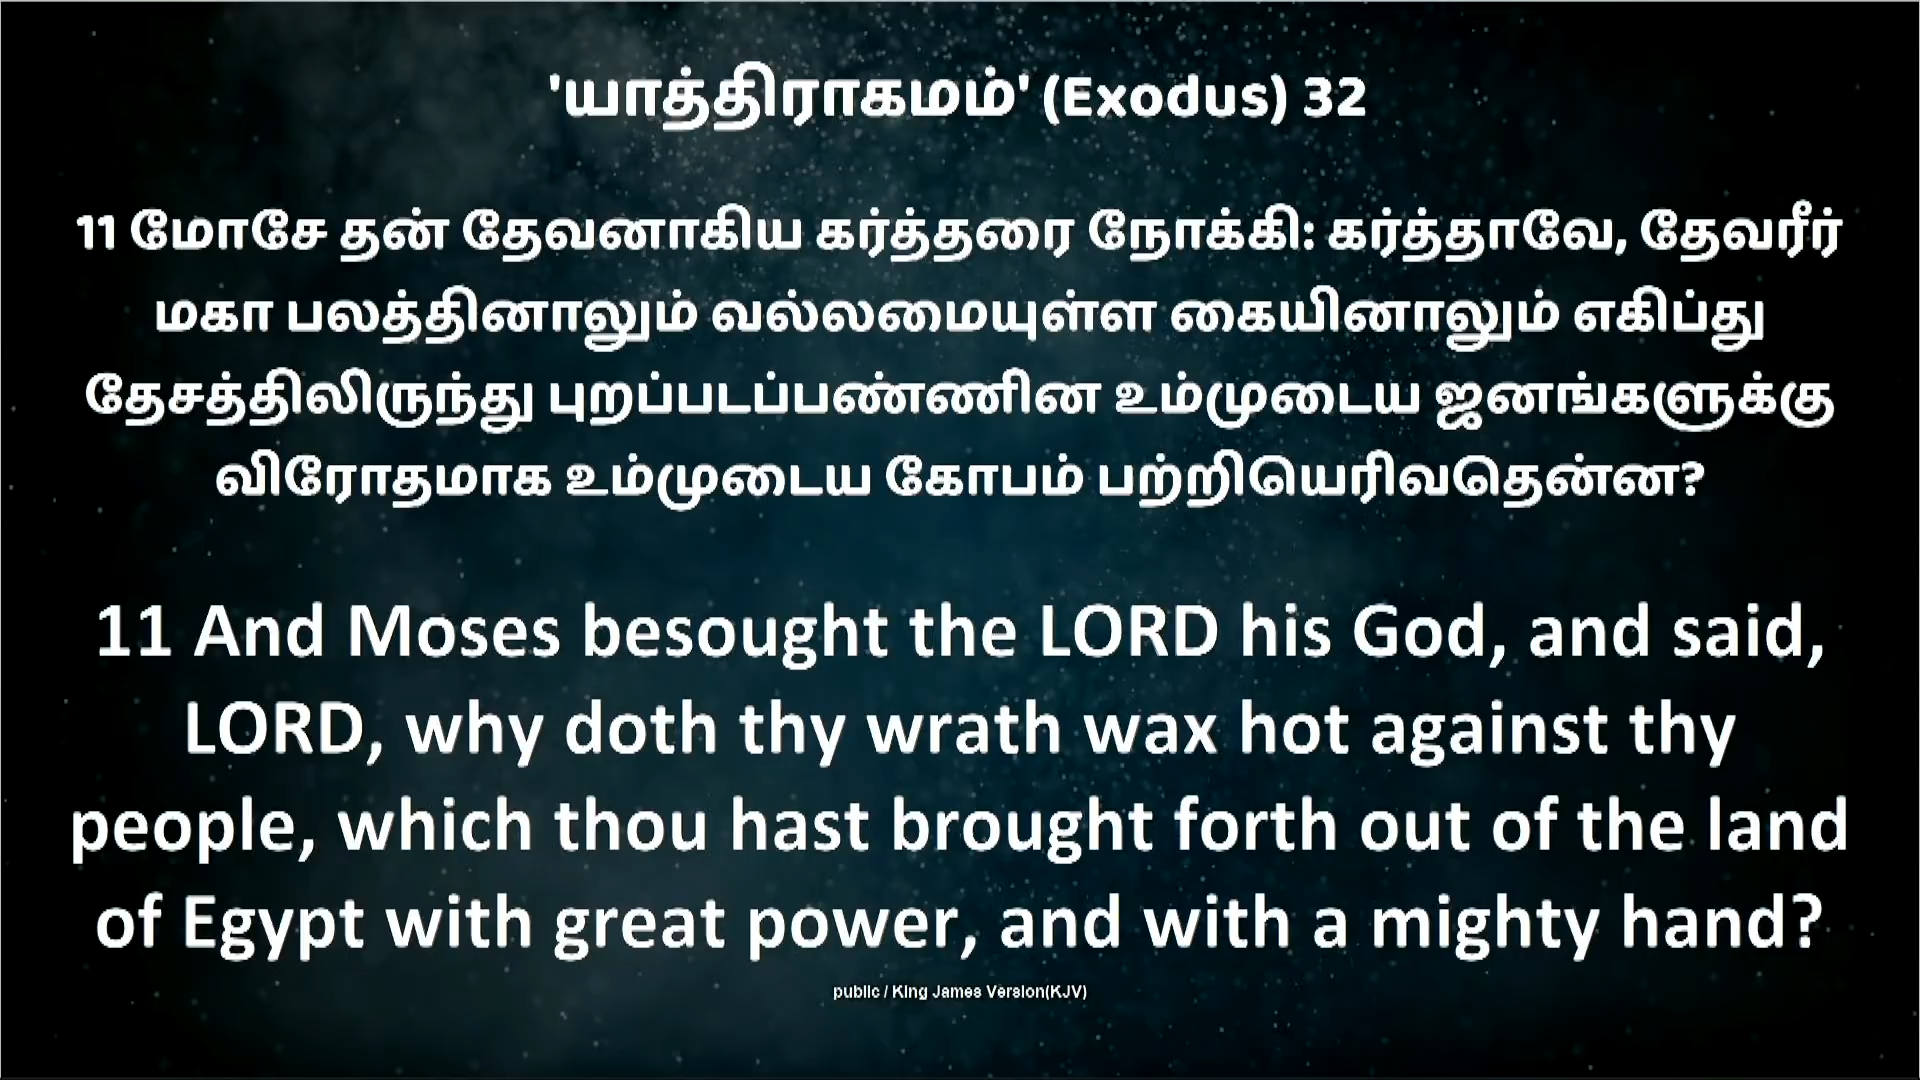 'யாத்திராகமம்' (Exodus) 32
11 மோசே தன் தேவனாகிய கர்த்தரை நோக்கி: கர்த்தாவே, தேவரீர்
மகா பலத்தினாலும் வல்லமையுள்ள கையினாலும் எகிப்து
தேசத்திலிருந்து புறப்படப்பண்ணின உம்முடைய ஜனங்களுக்கு
விரோதமாக உம்முடைய கோபம் பற்றியெரிவதென்ன?
11 And Moses besought the LORD his God, and said,
LORD, why doth thy wrath wax hot against thy
people, which thou hast brought forth out of the land
of Egypt with great power, and with a mighty hand?
public / King James Version(KJV)